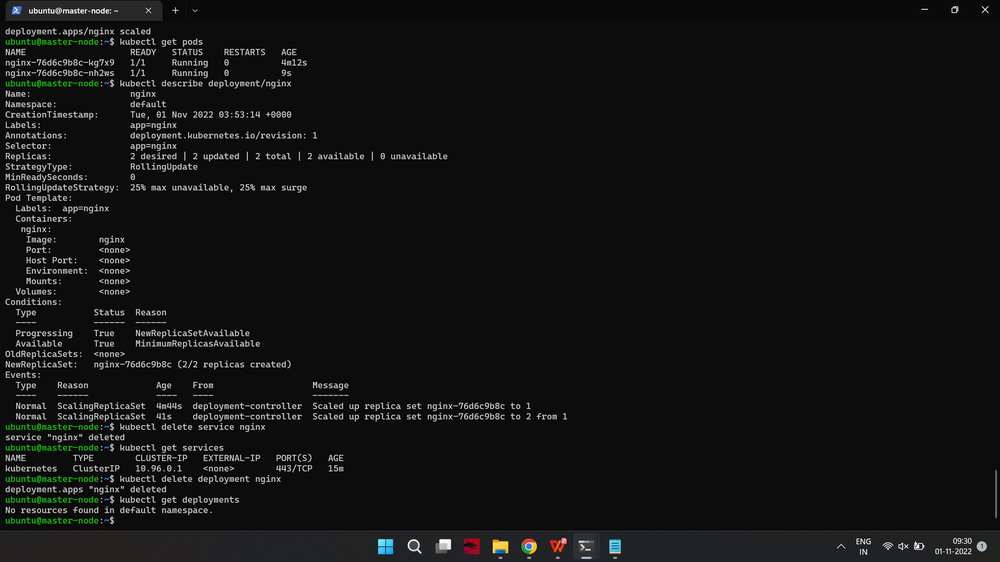 ubuntu@master-node: ~
deployment.apps/nginx scaled
ubuntu@master-node:~$ kubectl get pods
NAME                    READY   STATUS    RESTARTS   AGE
nginx-76d6c9b8c-kg7x9   1/1     Running   0          4m12s
nginx-76d6c9b8c-nh2ws   1/1     Running   0          9s
ubuntu@master-node:~$ kubectl describe deployment/nginx
Name:                   nginx
Namespace:              default
CreationTimestamp:      Tue, 01 Nov 2022 03:53:14 +0000
Labels:                 app=nginx
Annotations:            deployment.kubernetes.io/revision: 1
Selector:               app=nginx
Replicas:               2 desired | 2 updated | 2 total | 2 available | 0 unavailable
StrategyType:           RollingUpdate
MinReadySeconds:        0
RollingUpdateStrategy:  25% max unavailable, 25% max surge
Pod Template:
  Labels:  app=nginx
  Containers:
   nginx:
    Image:        nginx
    Port:         <none>
    Host Port:    <none>
    Environment:  <none>
    Mounts:       <none>
  Volumes:        <none>
Conditions:
  Type           Status  Reason
  ----           ------  ------
  Progressing    True    NewReplicaSetAvailable
  Available      True    MinimumReplicasAvailable
OldReplicaSets:  <none>
NewReplicaSet:   nginx-76d6c9b8c (2/2 replicas created)
Events:
  Type    Reason             Age    From                   Message
  ----    ------             ----   ----                   -------
  Normal  ScalingReplicaSet  4m44s  deployment-controller  Scaled up replica set nginx-76d6c9b8c to 1
  Normal  ScalingReplicaSet  41s    deployment-controller  Scaled up replica set nginx-76d6c9b8c to 2 from 1
ubuntu@master-node:~$ kubectl delete service nginx
service "nginx" deleted
ubuntu@master-node:~$ kubectl get services
NAME         TYPE        CLUSTER-IP   EXTERNAL-IP   PORT(S)   AGE
kubernetes   ClusterIP   10.96.0.1    <none>        443/TCP   15m
ubuntu@master-node:~$ kubectl delete deployment nginx
deployment.apps "nginx" deleted
ubuntu@master-node:~$ kubectl get deployments
No resources found in default namespace.
ubuntu@master-node:~$
ENG
IN
09:30
01-11-2022
1